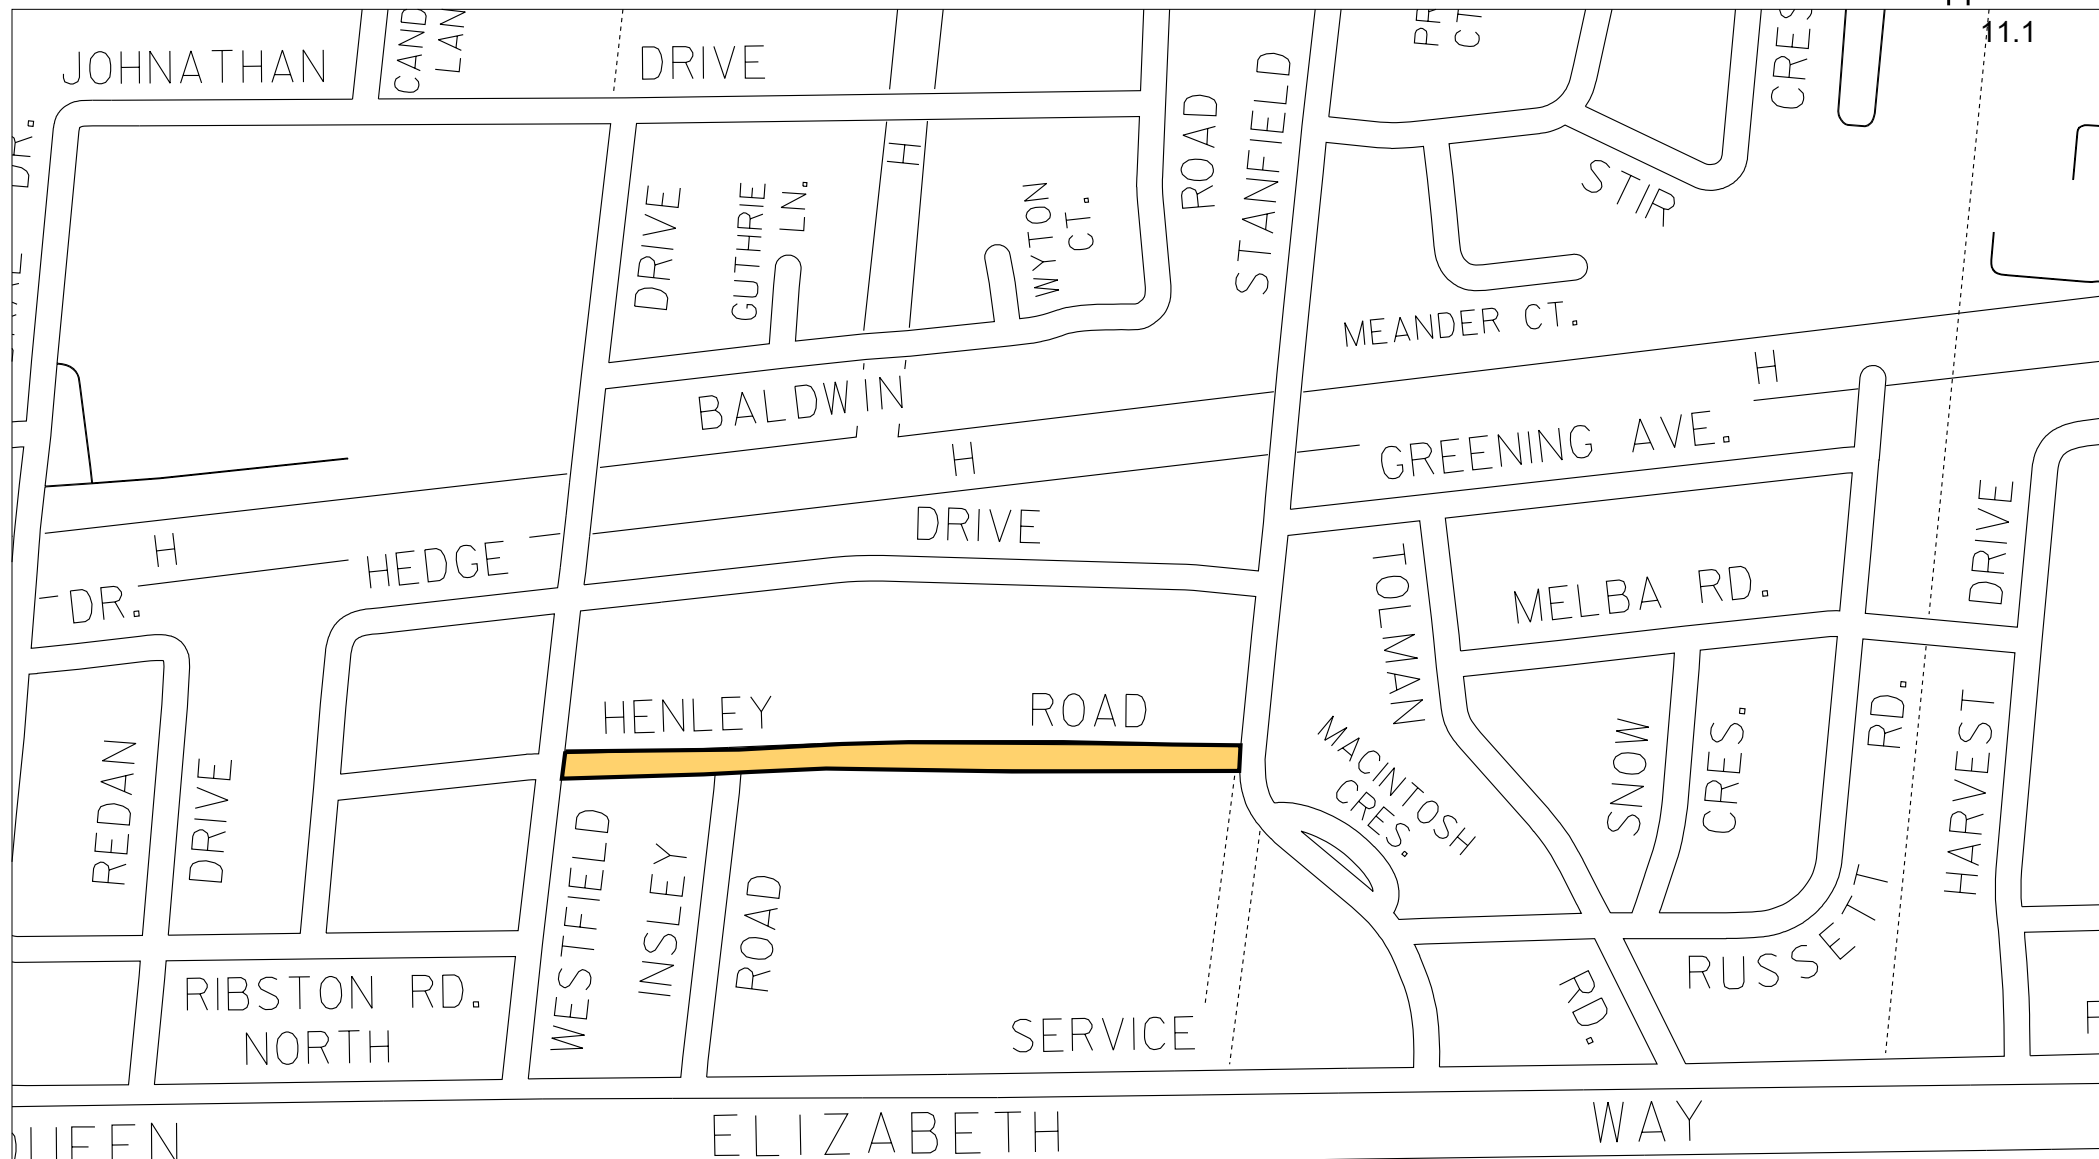 11.1
JOHNATHAN
DRIVE
CRES
DR.
ROAD
STANFIELD
DRIVE
GUTHRIE
LN.
H
WYTON
CT.
STIR
MEANDER CT.
H
BALDWIN
GREENING AVE.
H
DRIVE
H
HEDGE
DR.
TOLMAN
MELBA RD.
DRIVE
HENLEY
ROAD
MACINTOSH
CRES.
SNOW
CRES.
RD.
HARVEST
REDAN
DRIVE
WESTFIELD
INSLEY
ROAD
RUSSETT
RIBSTON RD.
NORTH
RD.
SERVICE
ELIZABETH
WAY